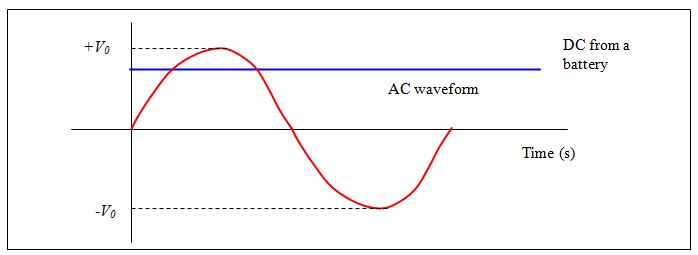 +V0
DC from a
battery
AC waveform
Time (s)
-V0